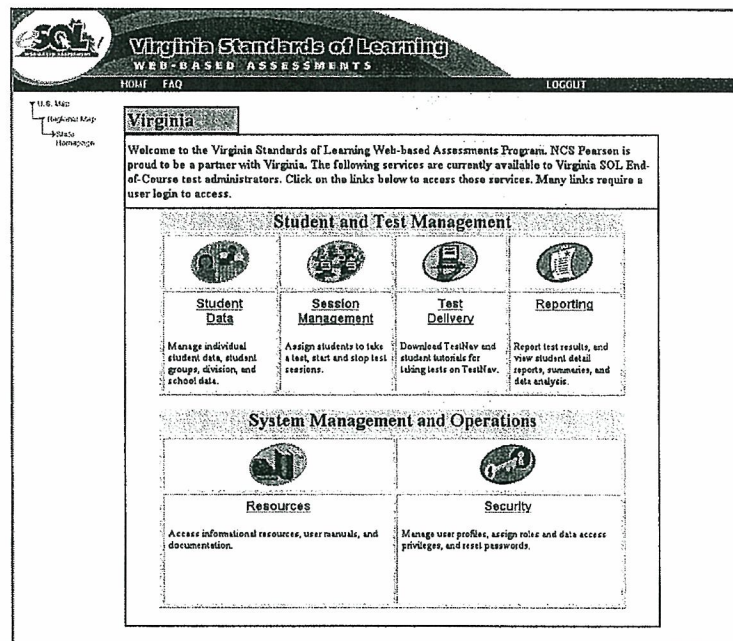 eSOL
WEB-BASED ASSESSMENTS
Virginia Standards of Learning
WEB-BASED ASSESSMENTS
HOME FAQ LOGOUT
U.S. Map
Regional Map
State
Homepage
Virginia
Welcome to the Virginia Standards of Learning Web-based Assessments Program. NCS Pearson is
proud to be a partner with Virginia. The following services are currently available to Virginia SOL End-
of-Course test administrators. Click on the links below to access those services. Many links require a
user login to access.
Student and Test Management
Student
Data
Manage individual
student data, student
groups, division, and
school data.
Session
Management
Assign students to take
a test, start and stop test
sessions.
Test
Delivery
Download TestNav and
student tutorials for
taking tests on TestNav.
Reporting
Report test results, and
view student detail
reports, summaries, and
data analysis.
System Management and Operations
Resources
Access informational resources, user manuals, and
documentation.
Security
Manage user profiles, assign roles and data access
privileges, and reset passwords.